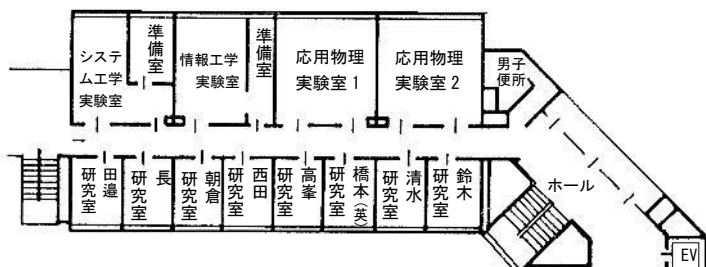 システ
ム工学
実験室
準備室
情報工学
実験室
準備室
応用物理
実験室１
応用物理
実験室２
男子
便所
田邉
研究室
長
研究室
朝倉
研究室
西田
研究室
高峯
研究室
橋本（英）
研究室
清水
研究室
鈴木
研究室
ホール
EV